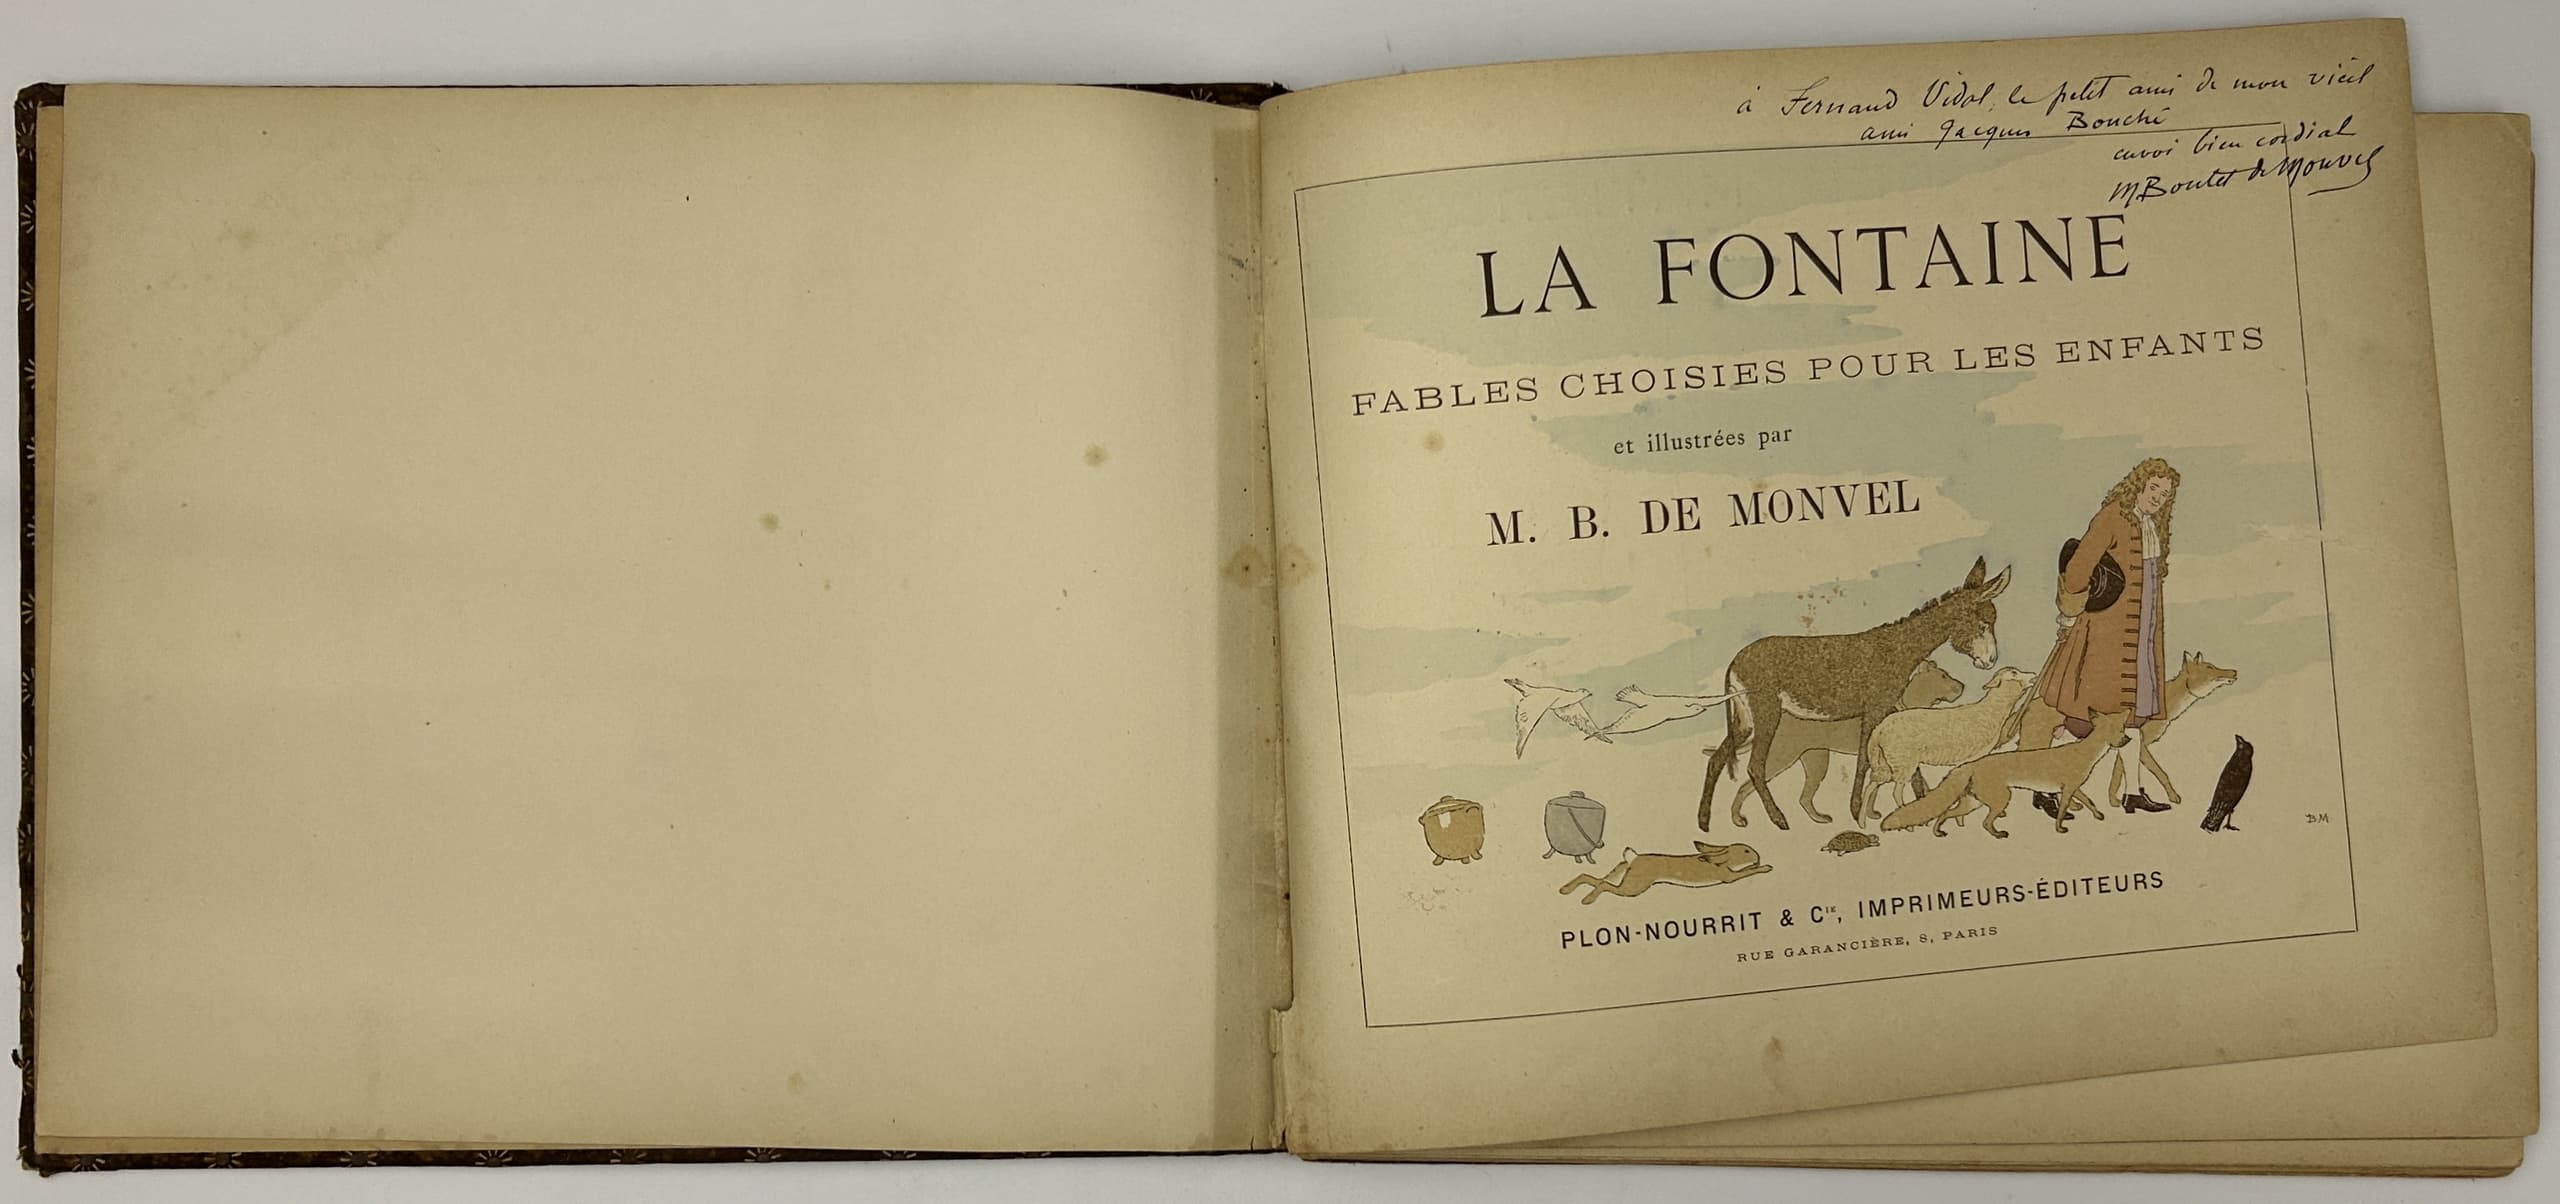 à Fernand Vidal, le petit ami de mon vieil
ami Jacques Bouché
envoi bien cordial
M Boutet de Monvel
LA FONTAINE
FABLES CHOISIES POUR LES ENFANTS
et illustrées par
M. B. DE MONVEL
BM
PLON-NOURRIT & Cie, IMPRIMEURS-ÉDITEURS
RUE GARANCIÈRE, 8, PARIS